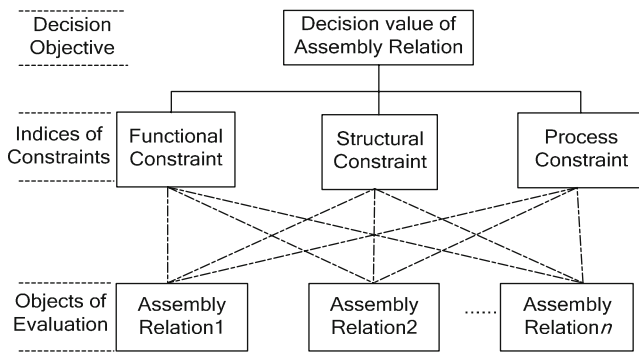 Decision
Objective
Decision value of
Assembly Relation
Indices of
Constraints
Functional
Constraint
Structural
Constraint
Process
Constraint
Objects of
Evaluation
Assembly
Relation1
Assembly
Relation2
......
Assembly
Relationn